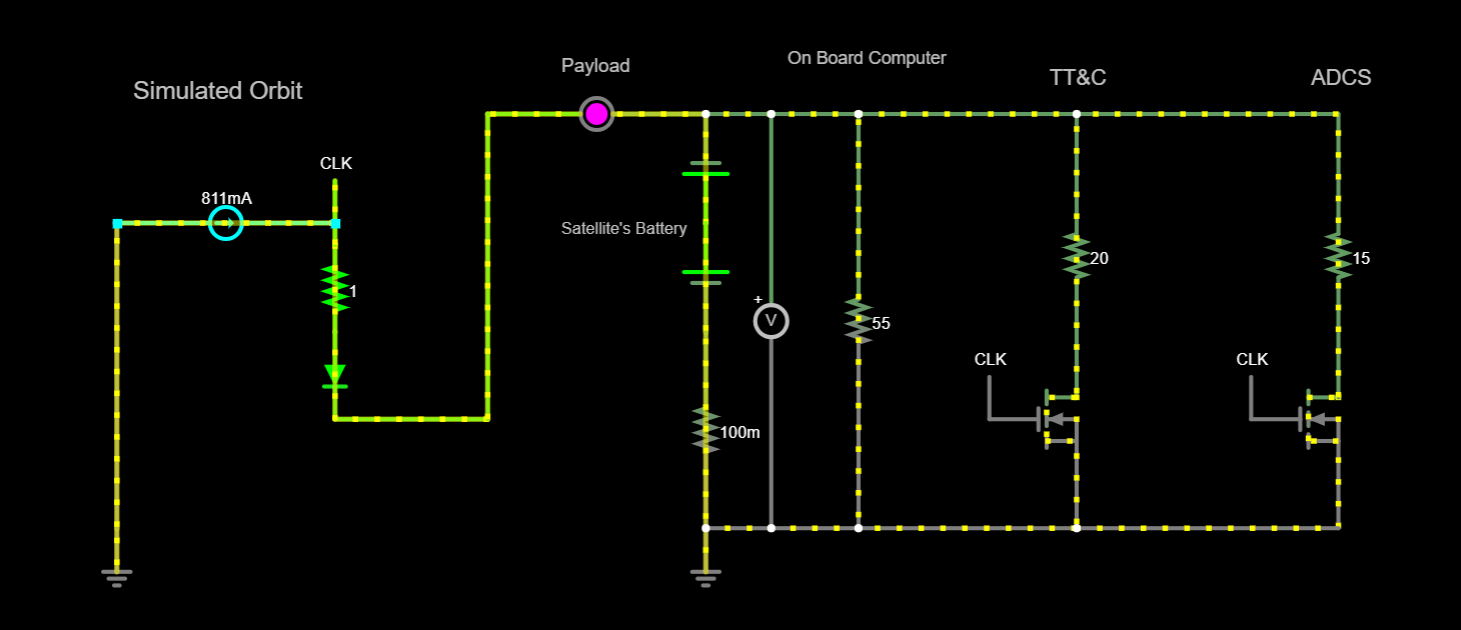 On Board Computer
Payload
TT&C
ADCS
Simulated Orbit
CLK
811mA
Satellite's Battery
20
15
1
+
V
55
CLK
CLK
100m